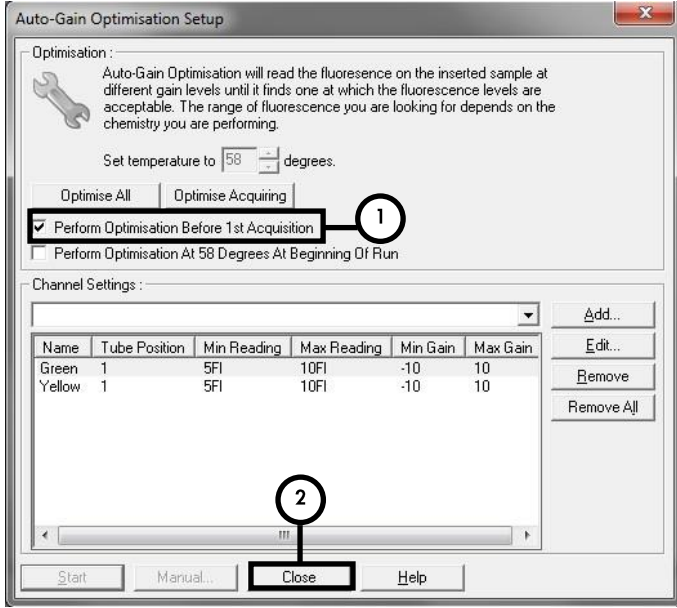 Auto-Gain Optimisation Setup
Optimisation :
Auto-Gain Optimisation will read the fluoresence on the inserted sample at
different gain levels until it finds one at which the fluorescence levels are
acceptable. The range of fluorescence you are looking for depends on the
chemistry you are performing.
Set temperature to 58 degrees.
Optimise All Optimise Acquiring
Perform Optimisation Before 1st Acquisition 1
Perform Optimisation At 58 Degrees At Beginning Of Run
Channel Settings :
Add...
Name Tube Position Min Reading Max Reading Min Gain Max Gain Edit...
Green 1 5Fl 10Fl -10 10
Yellow 1 5Fl 10Fl -10 10
Remove
Remove All
2
Start Manual... Close Help